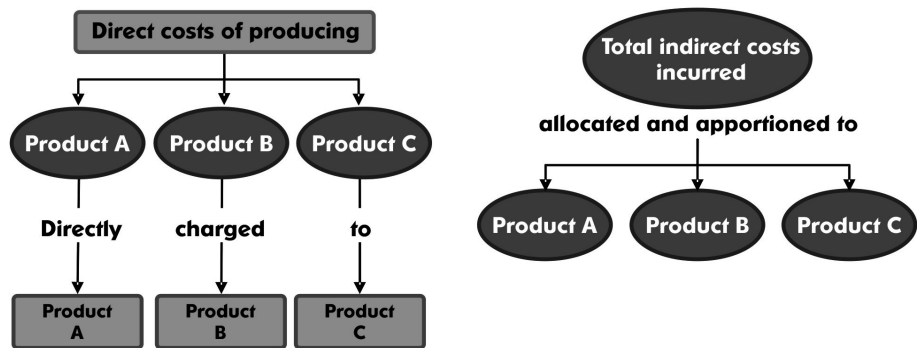 Direct costs of producing
Product A
Product B
Product C
Directly
charged
to
Product
A
Product
B
Product
C
Total indirect costs
incurred
allocated and apportioned to
Product A
Product B
Product C